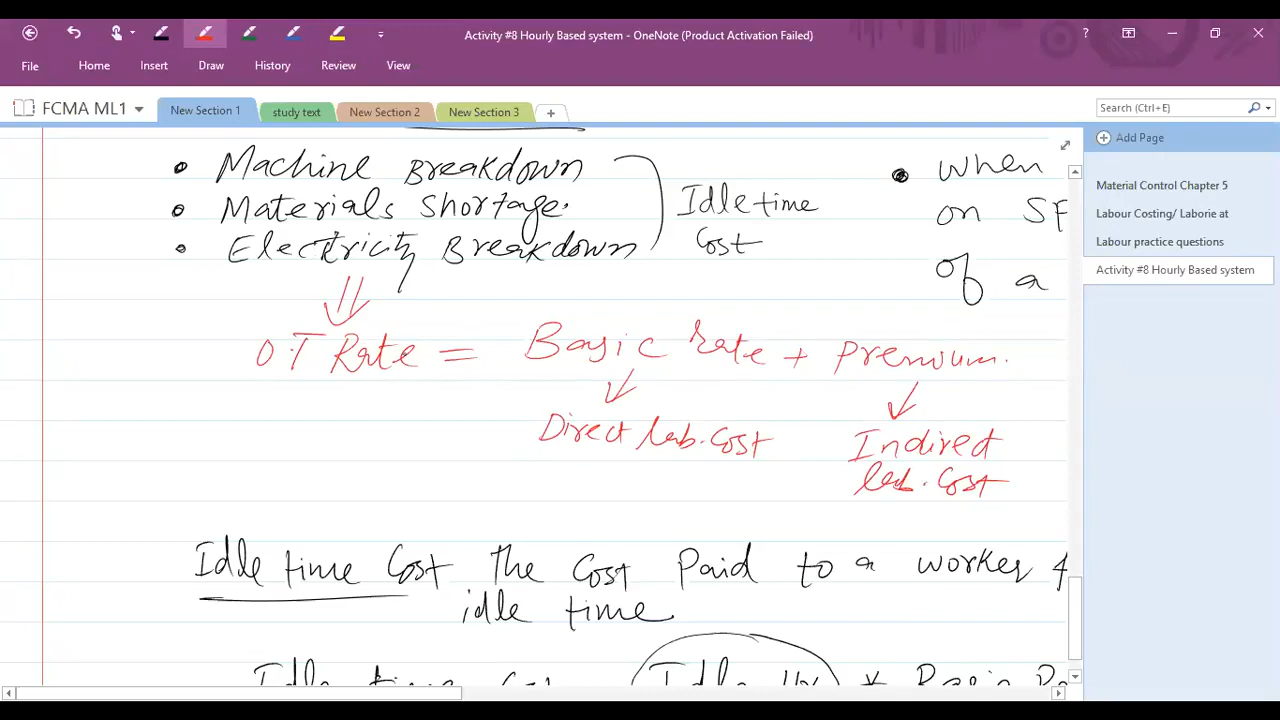 Activity #8 Hourly Based system - OneNote (Product Activation Failed)
?
File Home Insert Draw History Review View
FCMA ML1
New Section 1
study text
New Section 2
New Section 3
Search (Ctrl+E)
Add Page
Material Control Chapter 5
Labour Costing/ Laborie at
Labour practice questions
Activity #8 Hourly Based system
• Machine Breakdown
• Materials Shortage
• Electricity Breakdown
Idle time
Cost
• when
on
of a
O.T Rate = Basic rate + Premium.
Direct lab. Cost
Indirect
lab. Cost
Idle time Cost the Cost Paid to a worker
idle time.
Idle time Idle